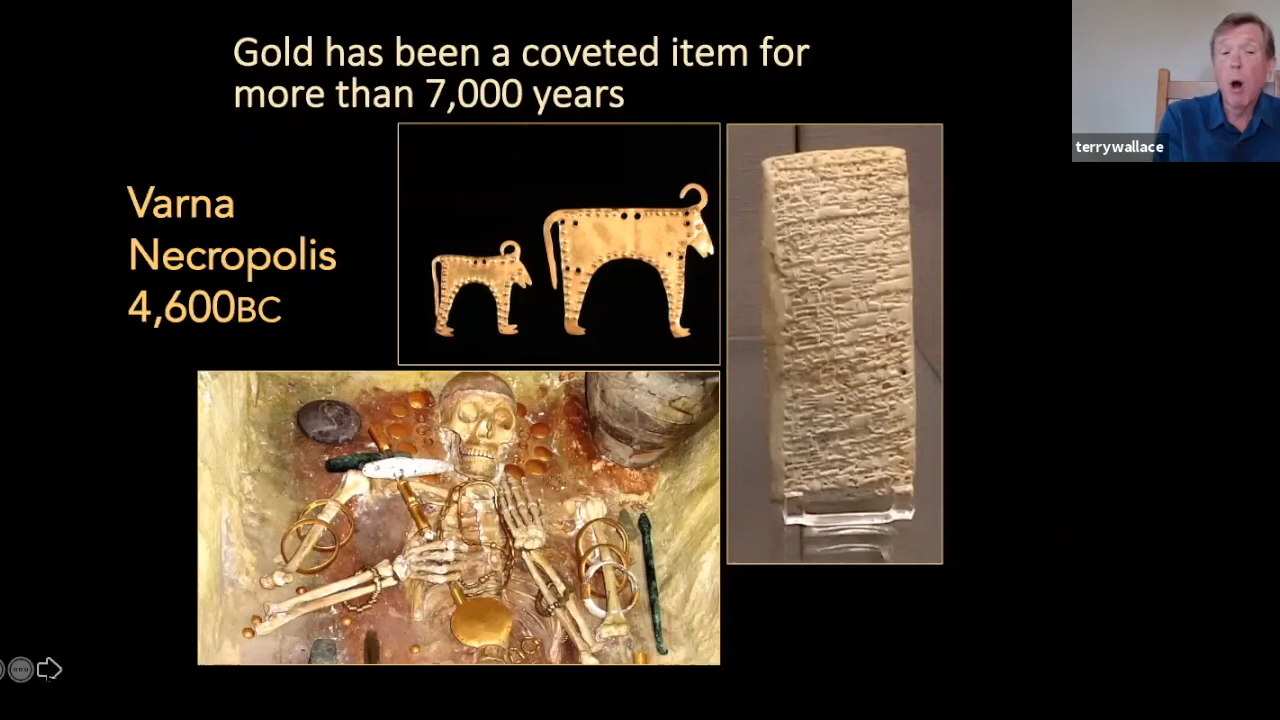 Gold has been a coveted item for
more than 7,000 years
terrywallace
Varna
Necropolis
4,600BC